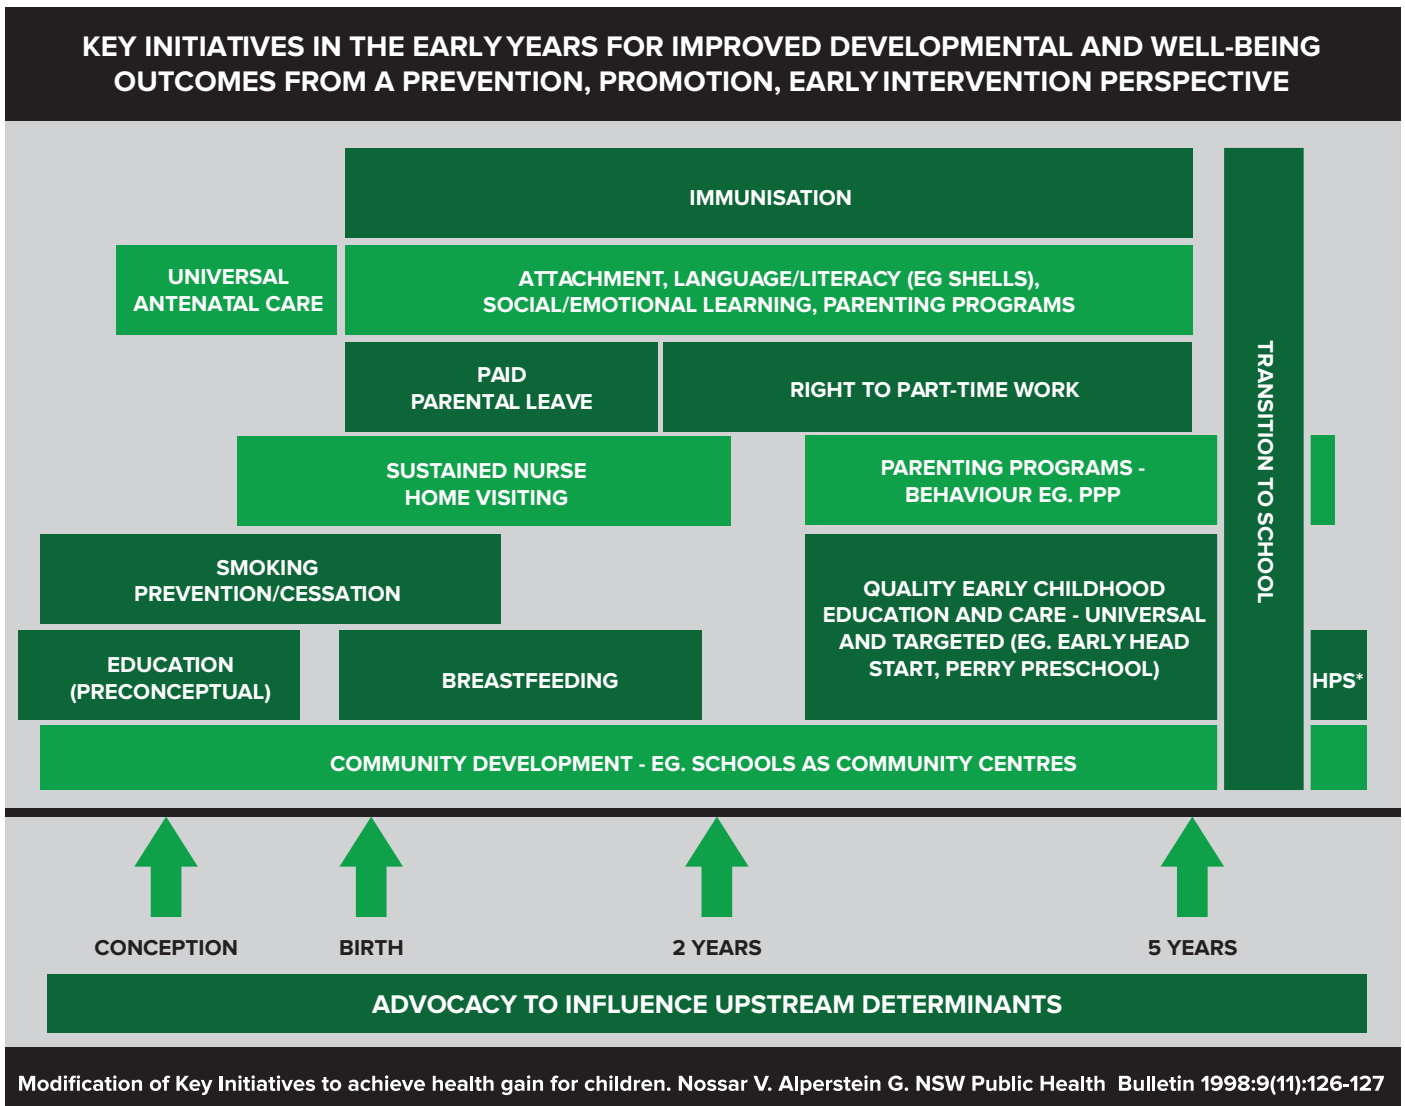 KEY INITIATIVES IN THE EARLY YEARS FOR IMPROVED DEVELOPMENTAL AND WELL-BEING
OUTCOMES FROM A PREVENTION, PROMOTION, EARLY INTERVENTION PERSPECTIVE
IMMUNISATION
UNIVERSAL
ANTENATAL CARE
ATTACHMENT, LANGUAGE/LITERACY (EG SHELLS),
SOCIAL/EMOTIONAL LEARNING, PARENTING PROGRAMS
PAID
PARENTAL LEAVE
RIGHT TO PART-TIME WORK
SUSTAINED NURSE
HOME VISITING
PARENTING PROGRAMS -
BEHAVIOUR EG. PPP
SMOKING
PREVENTION/CESSATION
QUALITY EARLY CHILDHOOD
EDUCATION AND CARE - UNIVERSAL
AND TARGETED (EG. EARLY HEAD
START, PERRY PRESCHOOL)
EDUCATION
(PRECONCEPTUAL)
BREASTFEEDING
TRANSITION TO SCHOOL
HPS*
COMMUNITY DEVELOPMENT - EG. SCHOOLS AS COMMUNITY CENTRES
CONCEPTION
BIRTH
2 YEARS
5 YEARS
ADVOCACY TO INFLUENCE UPSTREAM DETERMINANTS
Modification of Key Initiatives to achieve health gain for children. Nossar V. Alperstein G. NSW Public Health Bulletin 1998:9(11):126-127